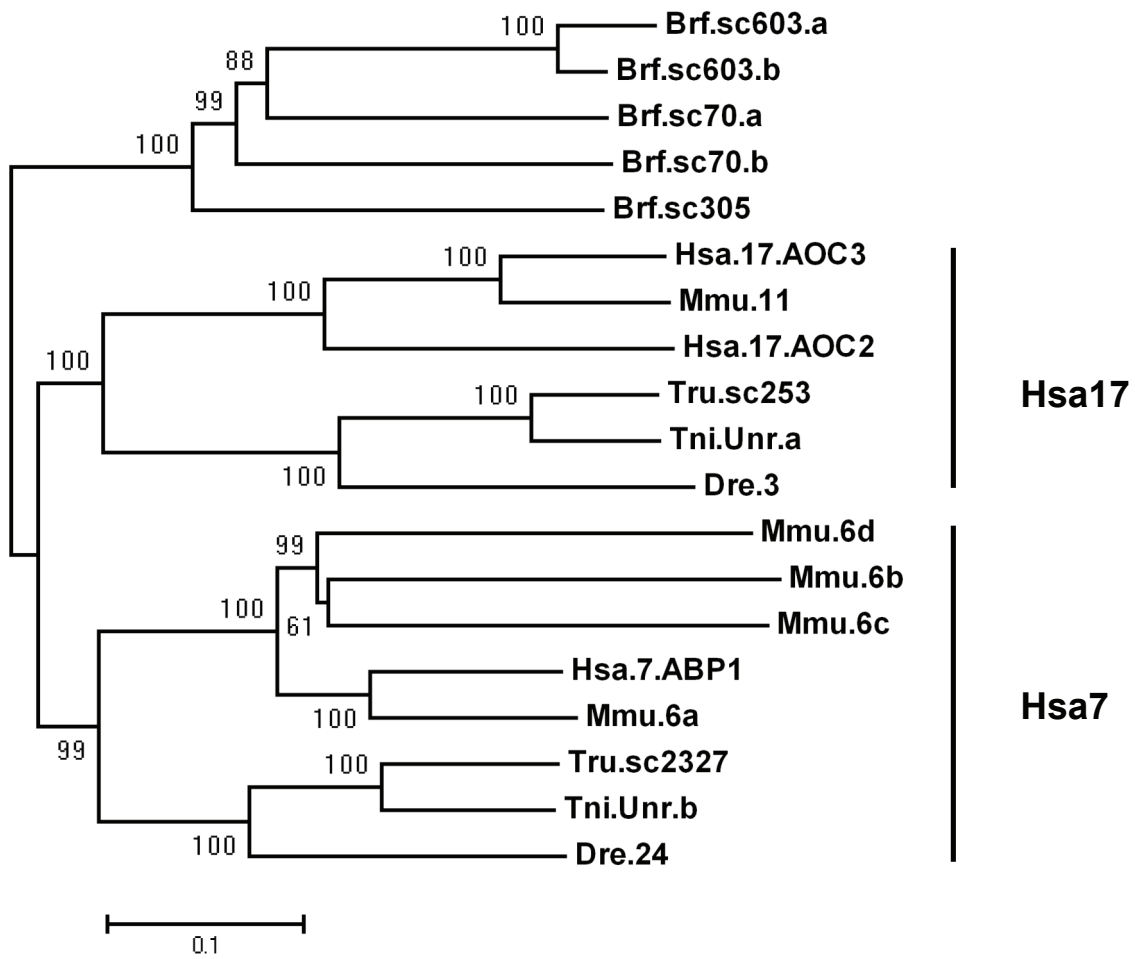 100
Brf.sc603.a
88
Brf.sc603.b
99
Brf.sc70.a
100
Brf.sc70.b
Brf.sc305
100
Hsa.17.AOC3
100
Mmu.11
Hsa.17.AOC2
100
100
Tru.sc253
Hsa17
Tni.Unr.a
100
Dre.3
99
Mmu.6d
Mmu.6b
100
61
Mmu.6c
Hsa.7.ABP1
100
Mmu.6a
Hsa7
99
100
Tru.sc2327
Tni.Unr.b
100
Dre.24
0.1